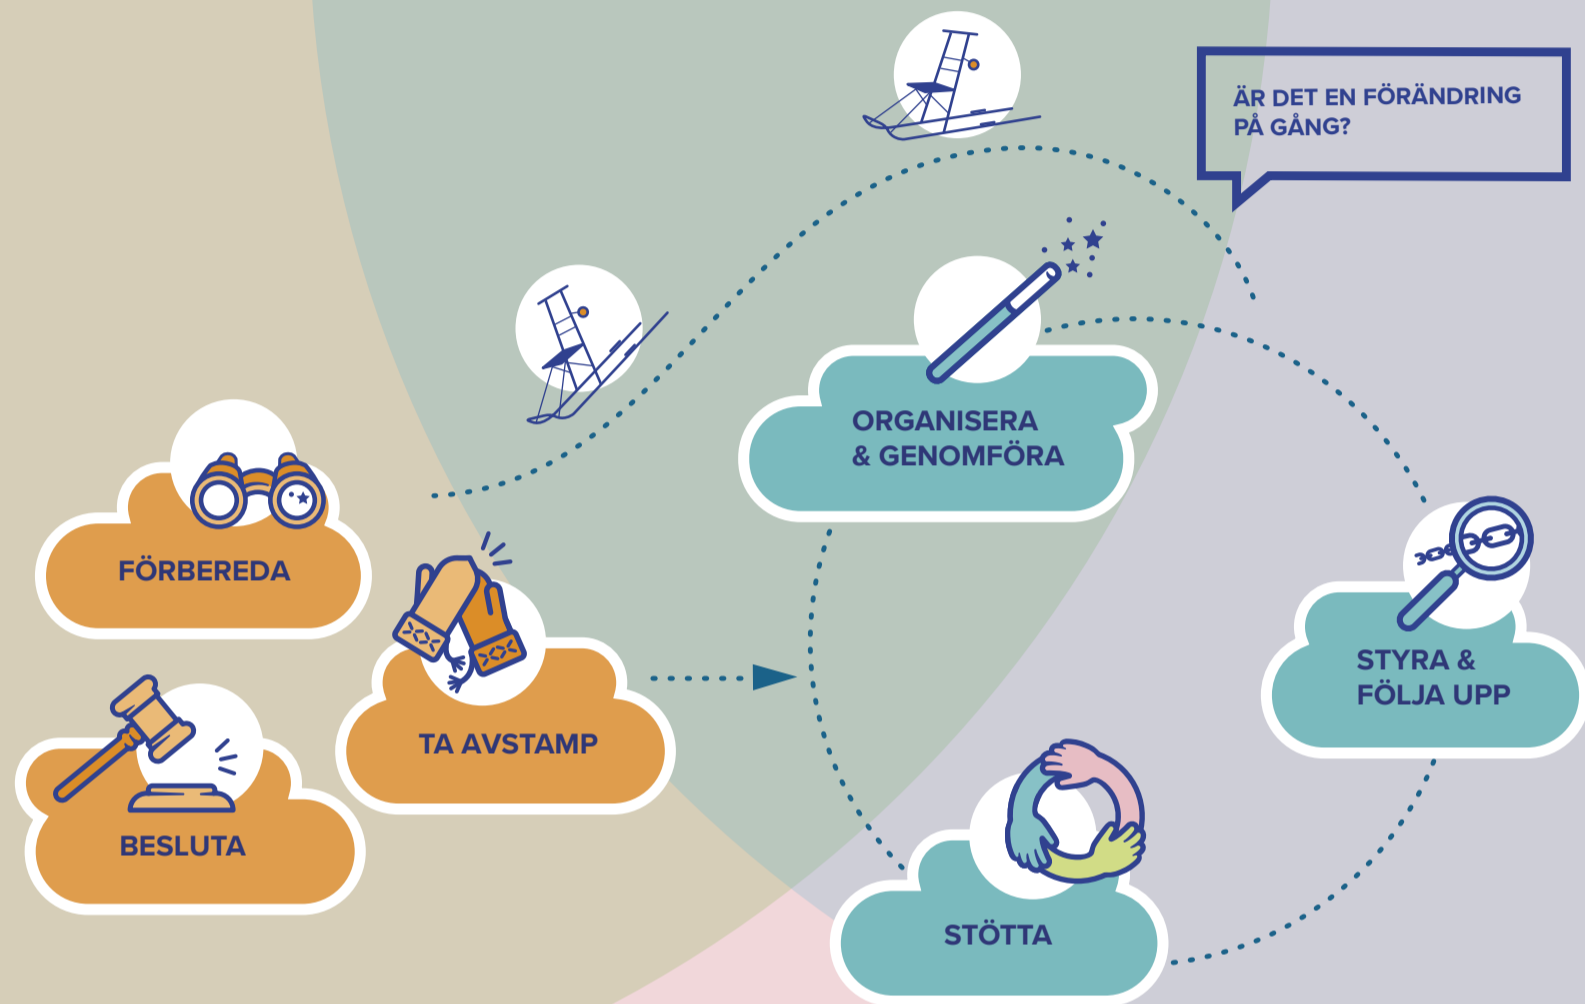 ÄR DET EN FÖRÄNDRING
PÅ GÅNG?
ORGANISERA
& GENOMFÖRA
FÖRBEREDA
STYRA &
FÖLJA UPP
TA AVSTAMP
BESLUTA
STÖTTA